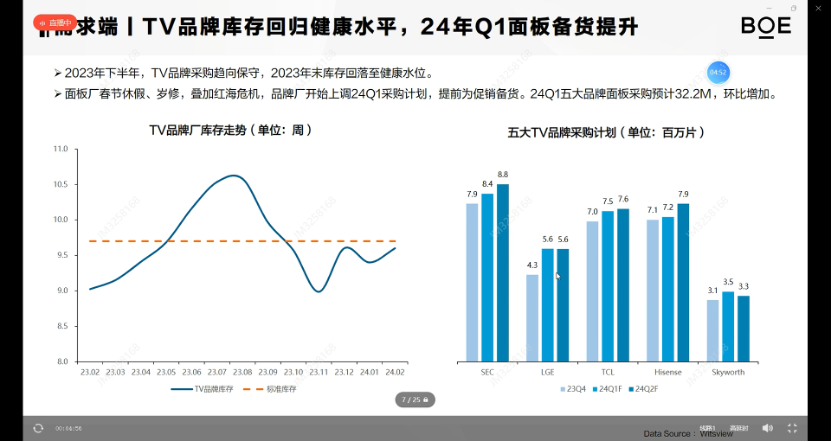 直播中
需求端丨TV品牌库存回归健康水平，24年Q1面板备货提升
BOE
04:52
➢2023年下半年，TV品牌采购趋向保守，2023年末库存回落至健康水位。
➢面板厂春节休假、岁修，叠加红海危机，品牌厂开始上调24Q1采购计划，提前为促销备货。24Q1五大品牌面板采购预计32.2M，环比增加。
TV品牌厂库存走势（单位：周）
11.0
10.5
10.0
9.5
9.0
8.5
8.0
23.02 23.03 23.04 23.05 23.06 23.07 23.08 23.09 23.10 23.11 23.12 24.01 24.02
TV品牌库存 标准库存
五大TV品牌采购计划（单位：百万片）
7.9 8.4 8.8
4.3 5.6 5.6
7.0 7.5 7.6
7.1 7.2 7.9
3.1 3.5 3.3
SEC LGE TCL Hisense Skyworth
23Q4 24Q1F 24Q2F
7 / 25
Data Source：Witsview
JM3258168